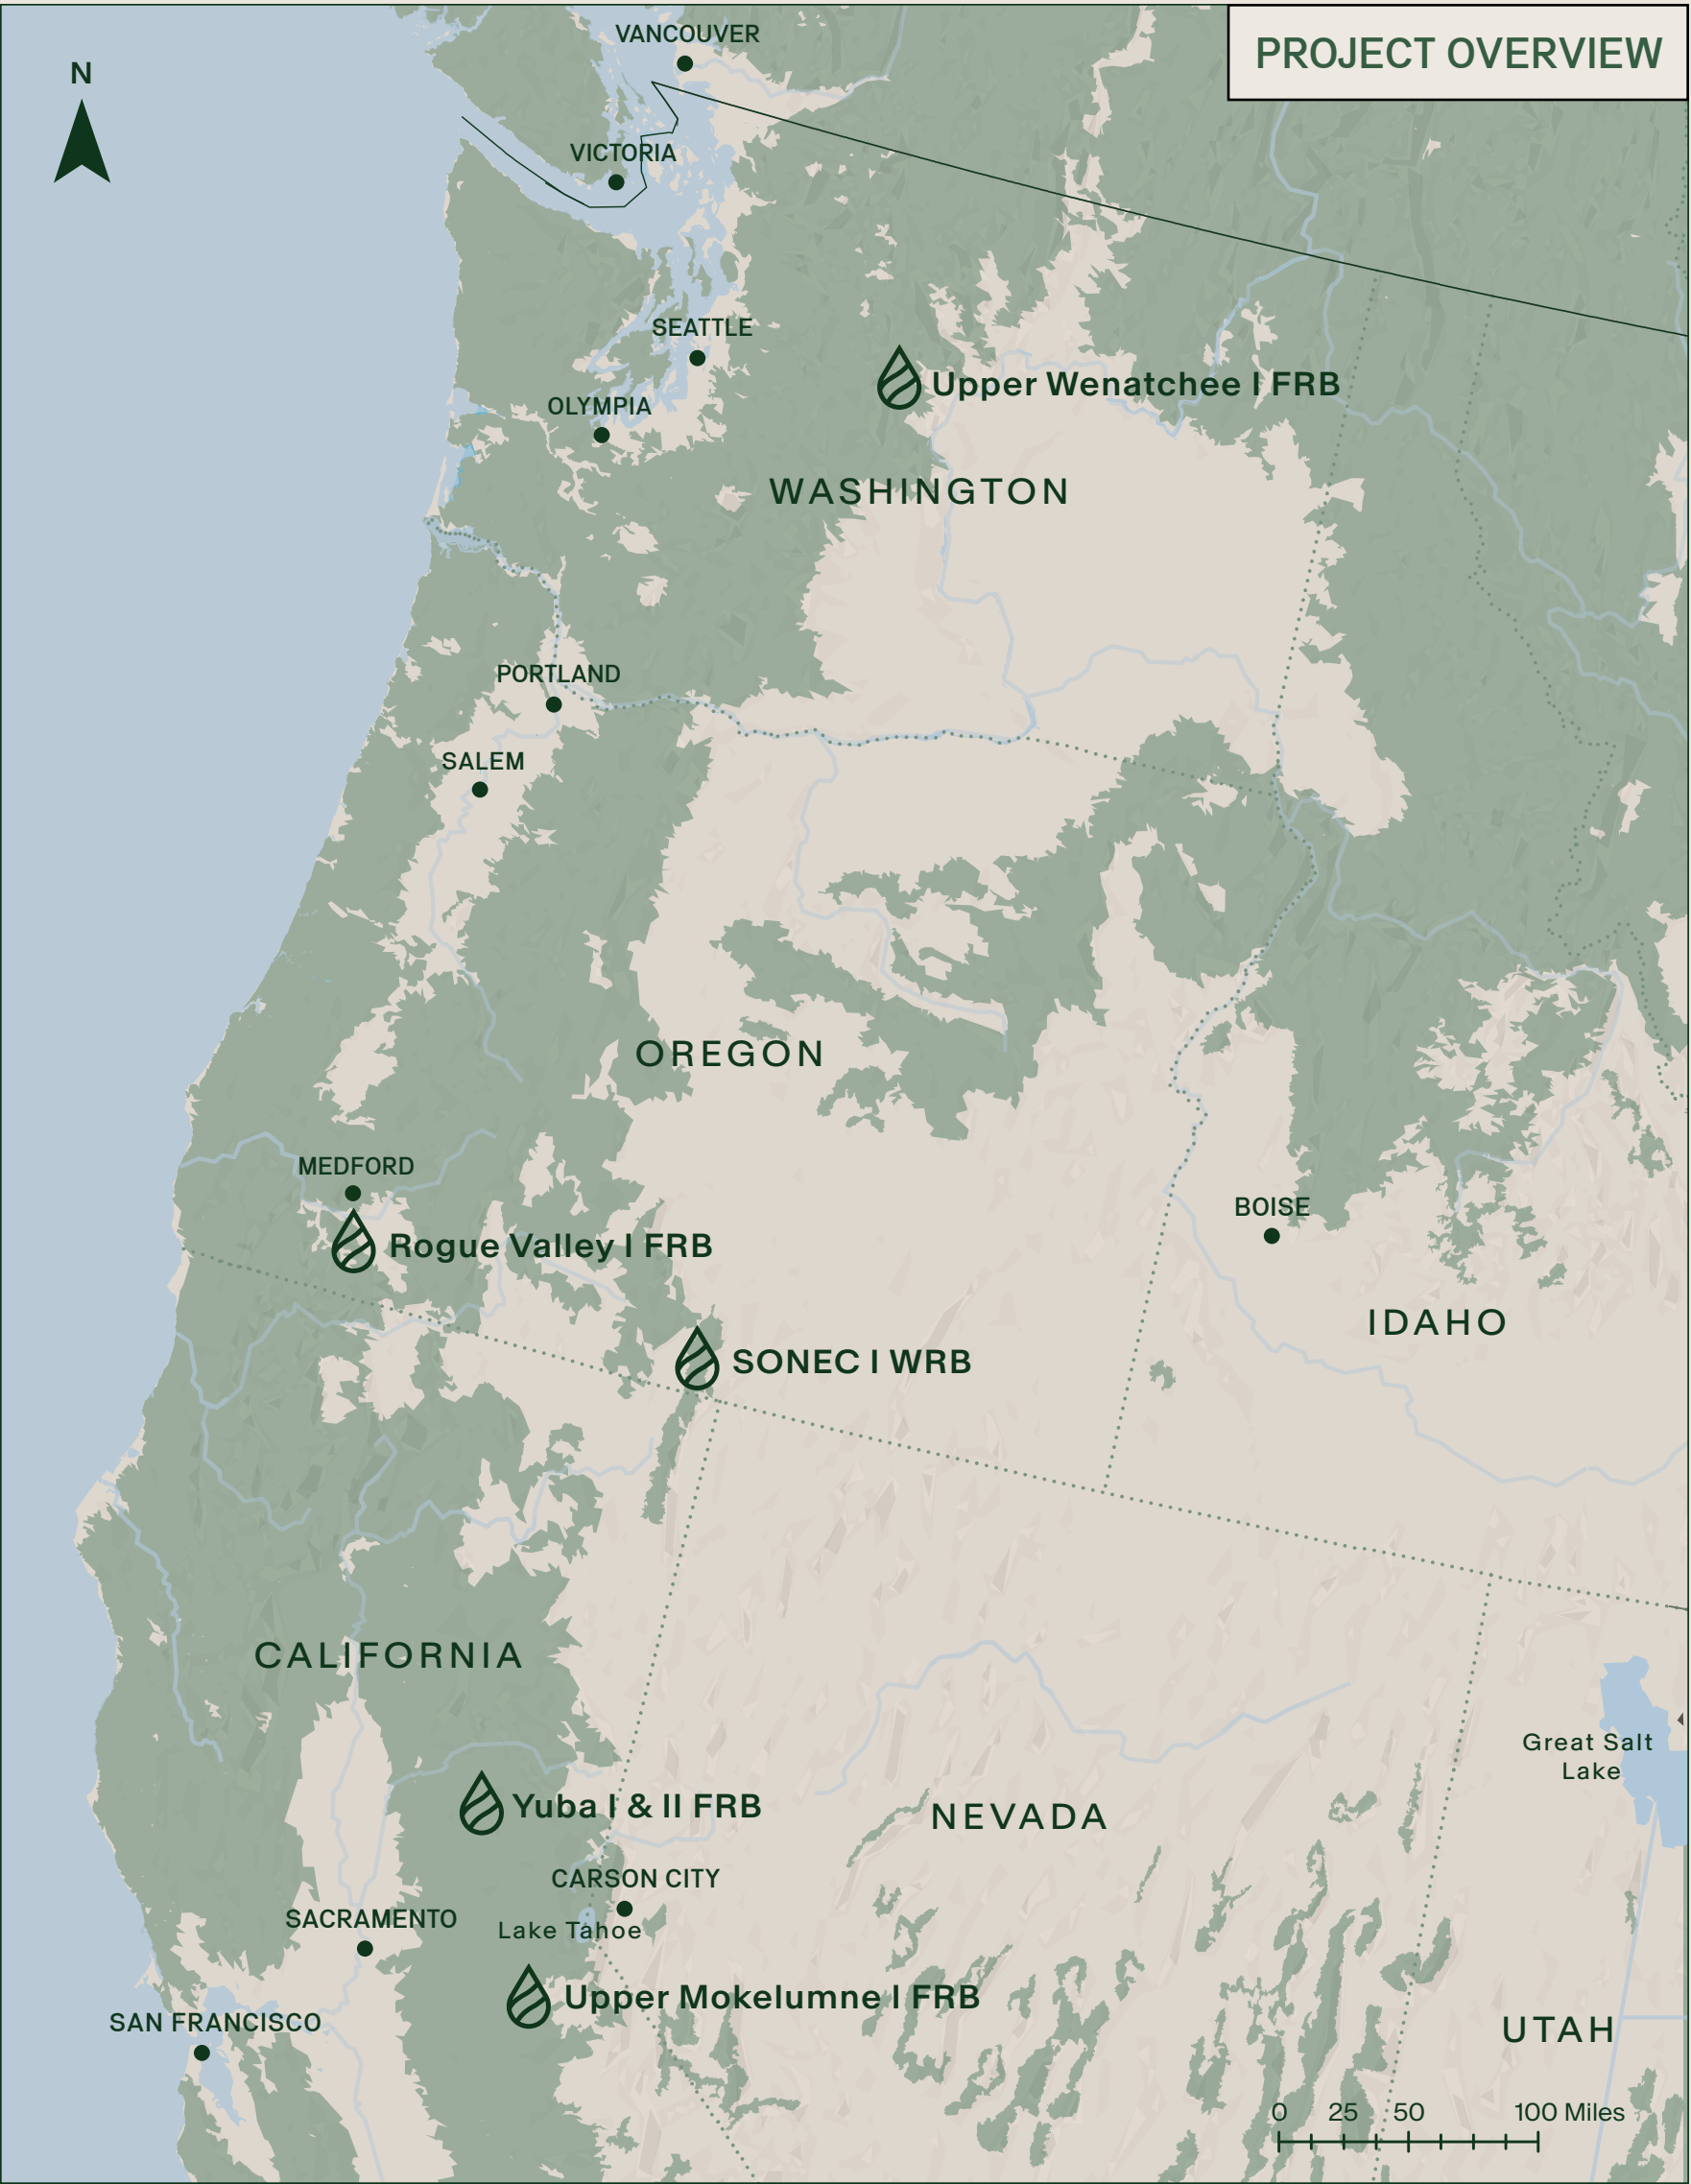 VANCOUVER
PROJECT OVERVIEW
N
VICTORIA
SEATTLE
Upper Wenatchee I FRB
OLYMPIA
WASHINGTON
PORTLAND
SALEM
OREGON
MEDFORD
BOISE
Rogue Valley I FRB
IDAHO
SONEC I WRB
CALIFORNIA
Great Salt
Lake
Yuba I & II FRB
NEVADA
CARSON CITY
SACRAMENTO
Lake Tahoe
Upper Mokelumne I FRB
SAN FRANCISCO
UTAH
0 25 50 100 Miles